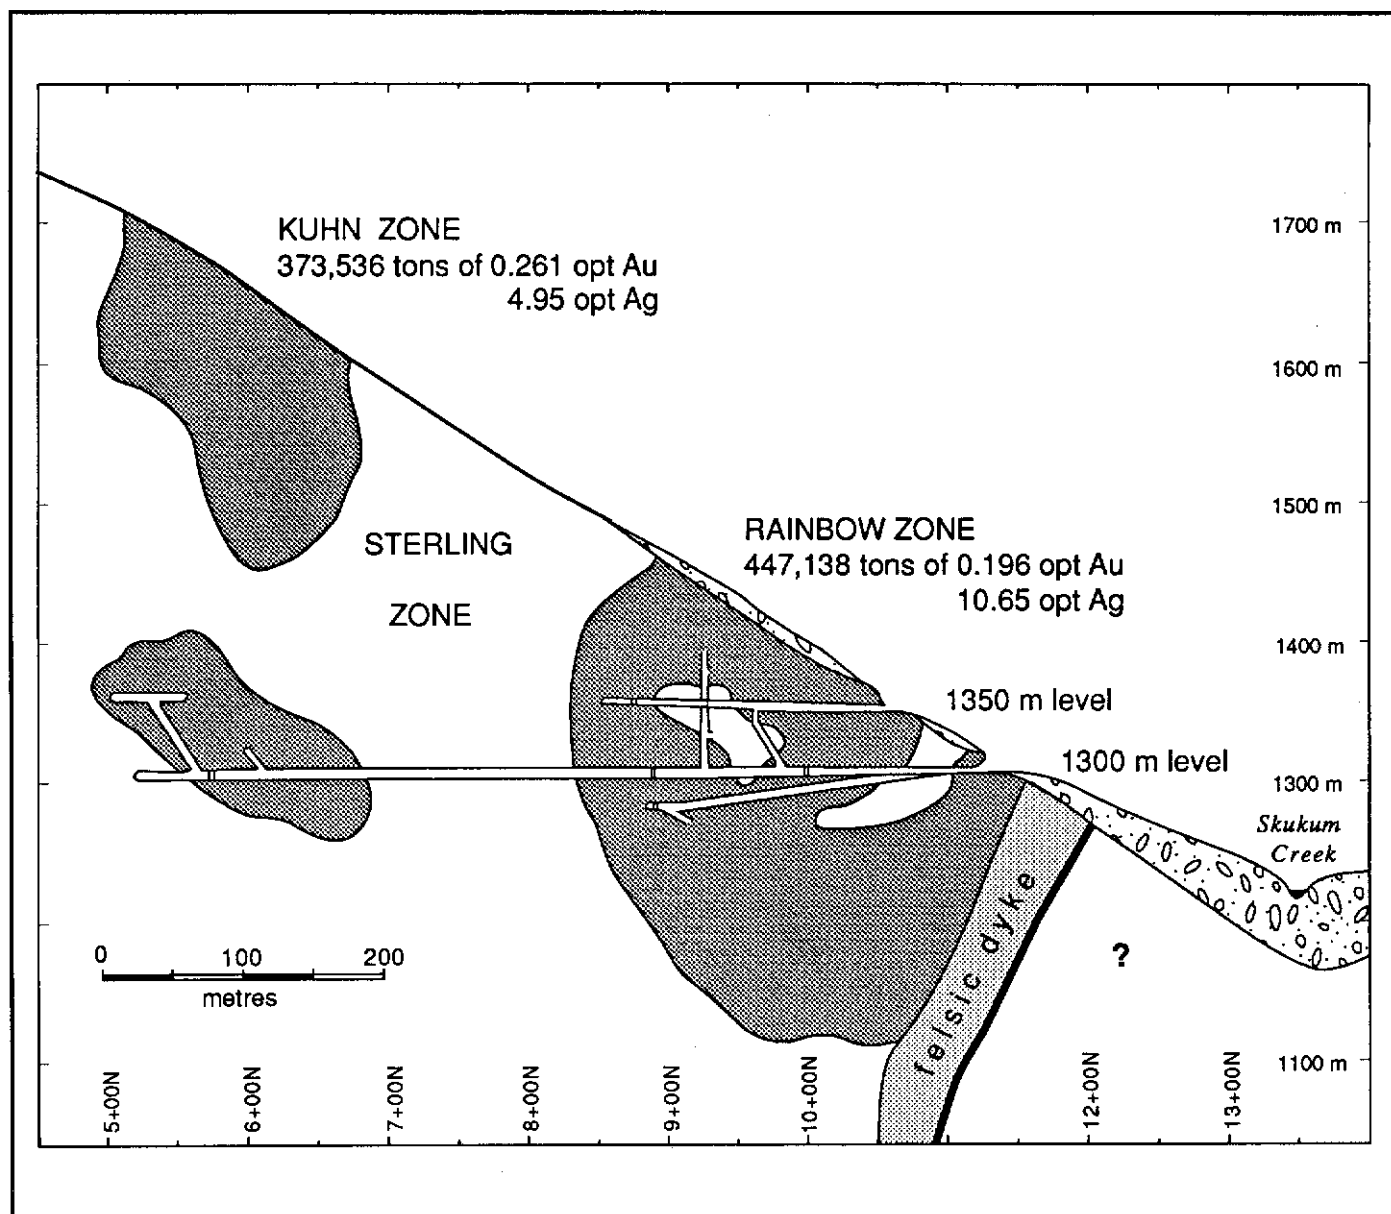 KUHN ZONE
373,536 tons of 0.261 opt Au
4.95 opt Ag
1700 m
1600 m
1500 m
STERLING
ZONE
RAINBOW ZONE
447,138 tons of 0.196 opt Au
10.65 opt Ag
1400 m
1350 m level
1300 m level
1300 m
Skukum
Creek
felsic dyke
?
0 100 200
metres
1100 m
5+00N
6+00N
7+00N
8+00N
9+00N
10+00N
12+00N
13+00N